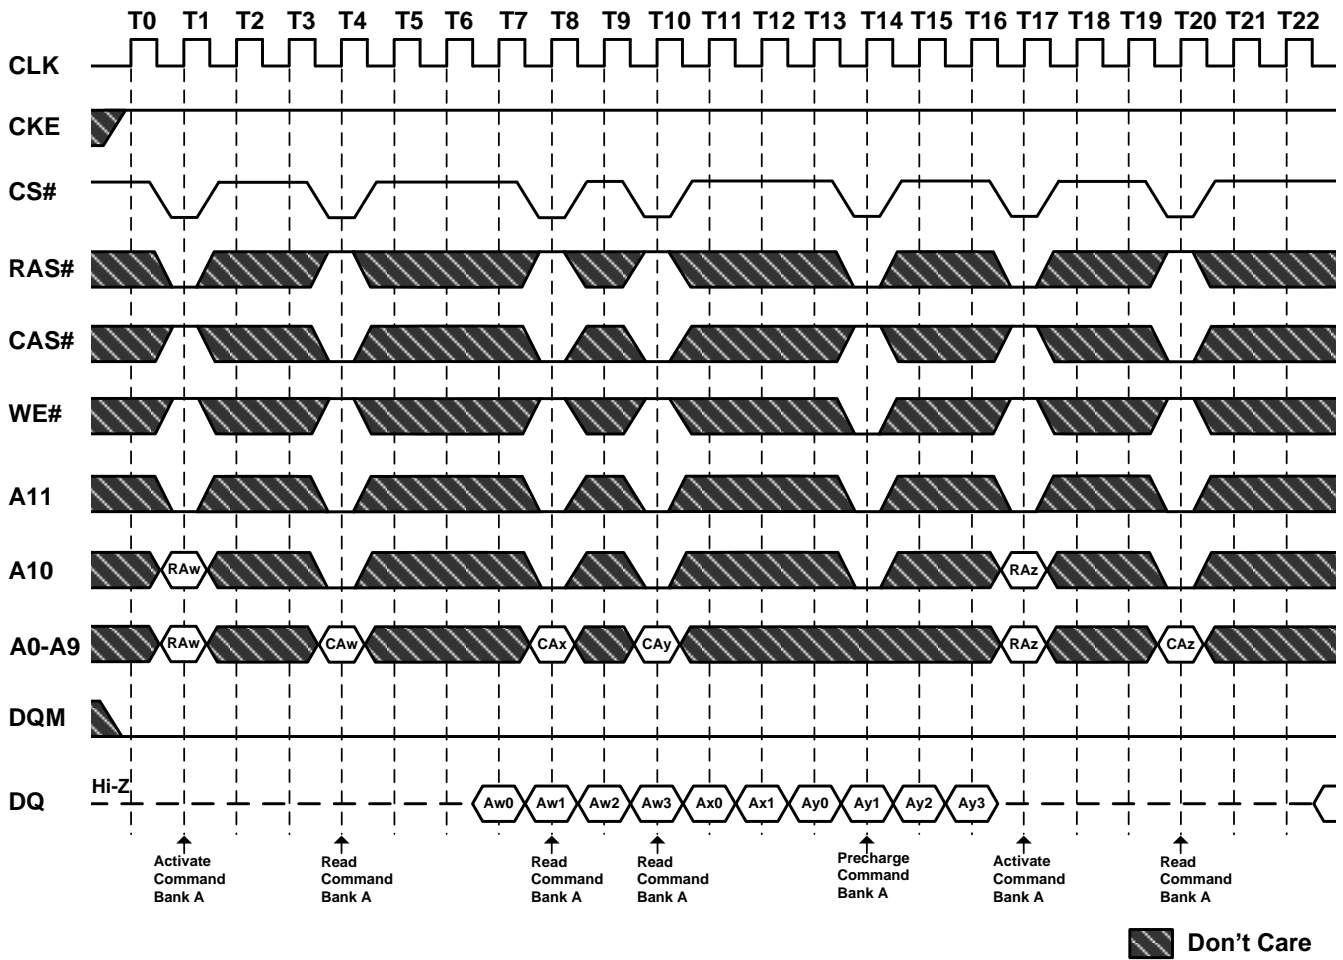 T0 T1 T2 T3 T4 T5 T6 T7 T8 T9 T10 T11 T12 T13 T14 T15 T16 T17 T18 T19 T20 T21 T22
CLK
CKE
CS#
RAS#
CAS#
WE#
A11
A10 RAw RAz
A0-A9 RAw CAw CAx CAy RAz CAz
DQM
Hi-Z
DQ Aw0 Aw1 Aw2 Aw3 Ax0 Ax1 Ay0 Ay1 Ay2 Ay3
Activate
Command
Bank A
Read
Command
Bank A
Read
Command
Bank A
Read
Command
Bank A
Precharge
Command
Bank A
Activate
Command
Bank A
Read
Command
Bank A
Don't Care